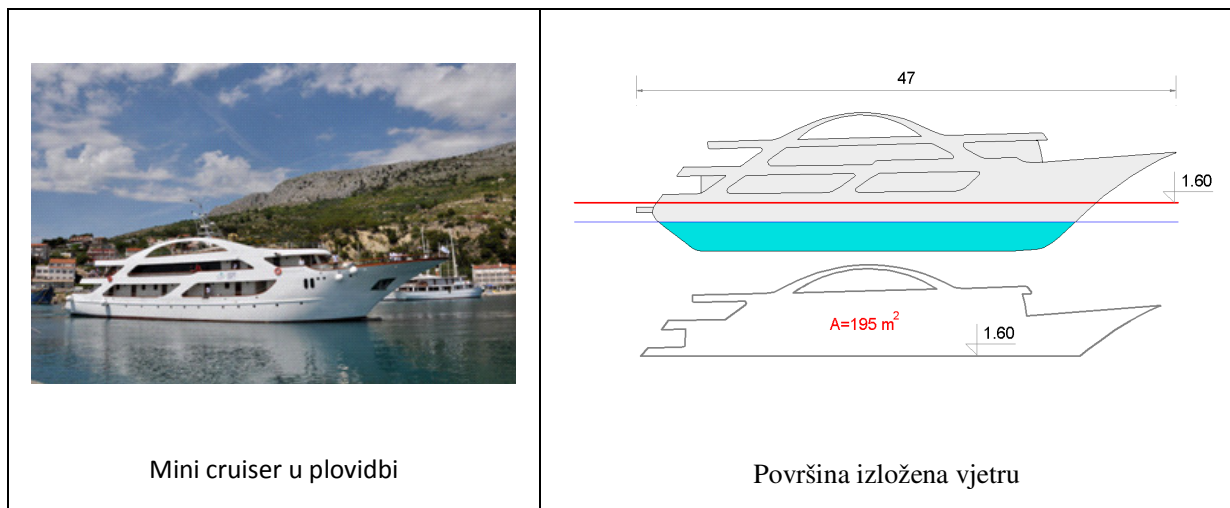 47
1.60
A=195 m²
1.60
Mini cruiser u plovidbi
Površina izložena vjetru